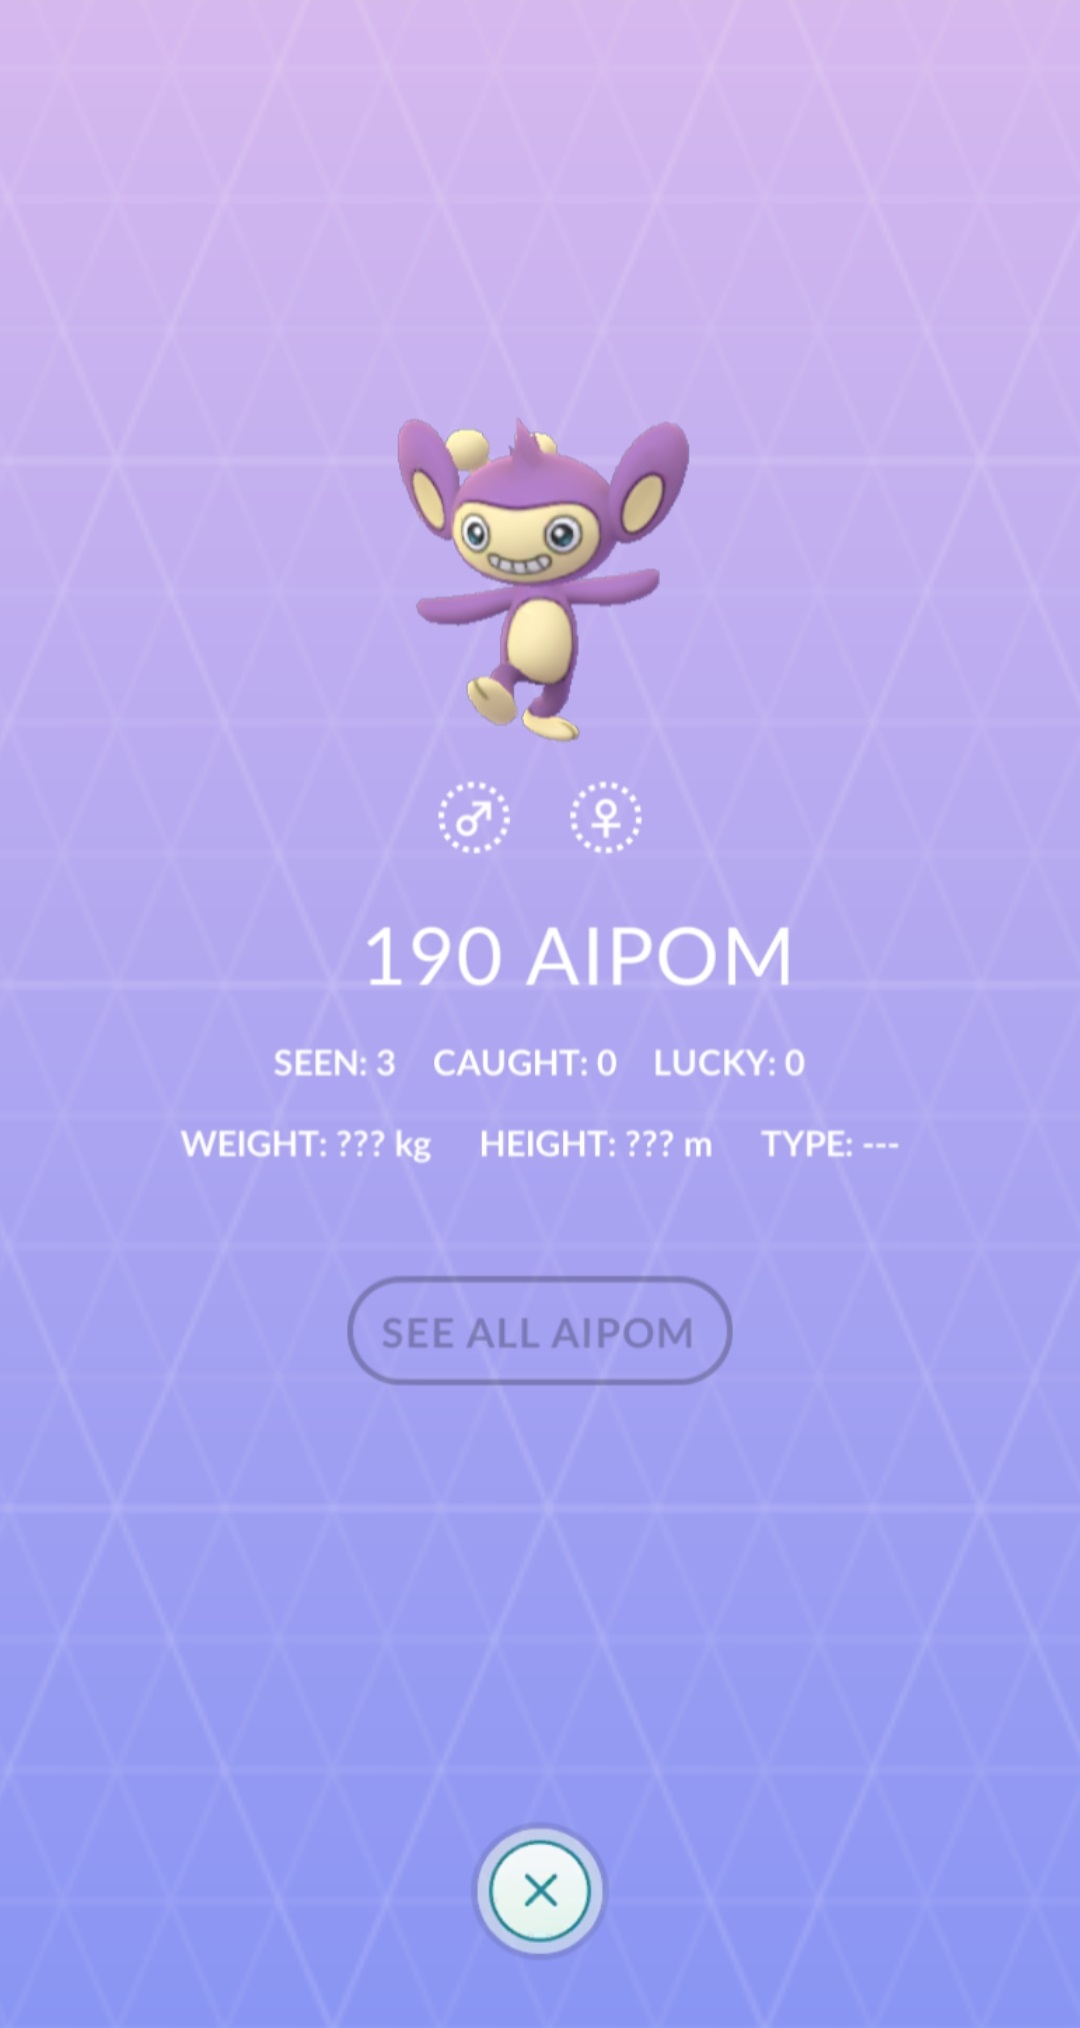 190 AIPOM
SEEN: 3 CAUGHT: 0 LUCKY: 0
WEIGHT: ??? kg HEIGHT: ??? m TYPE: ---
SEE ALL AIPOM